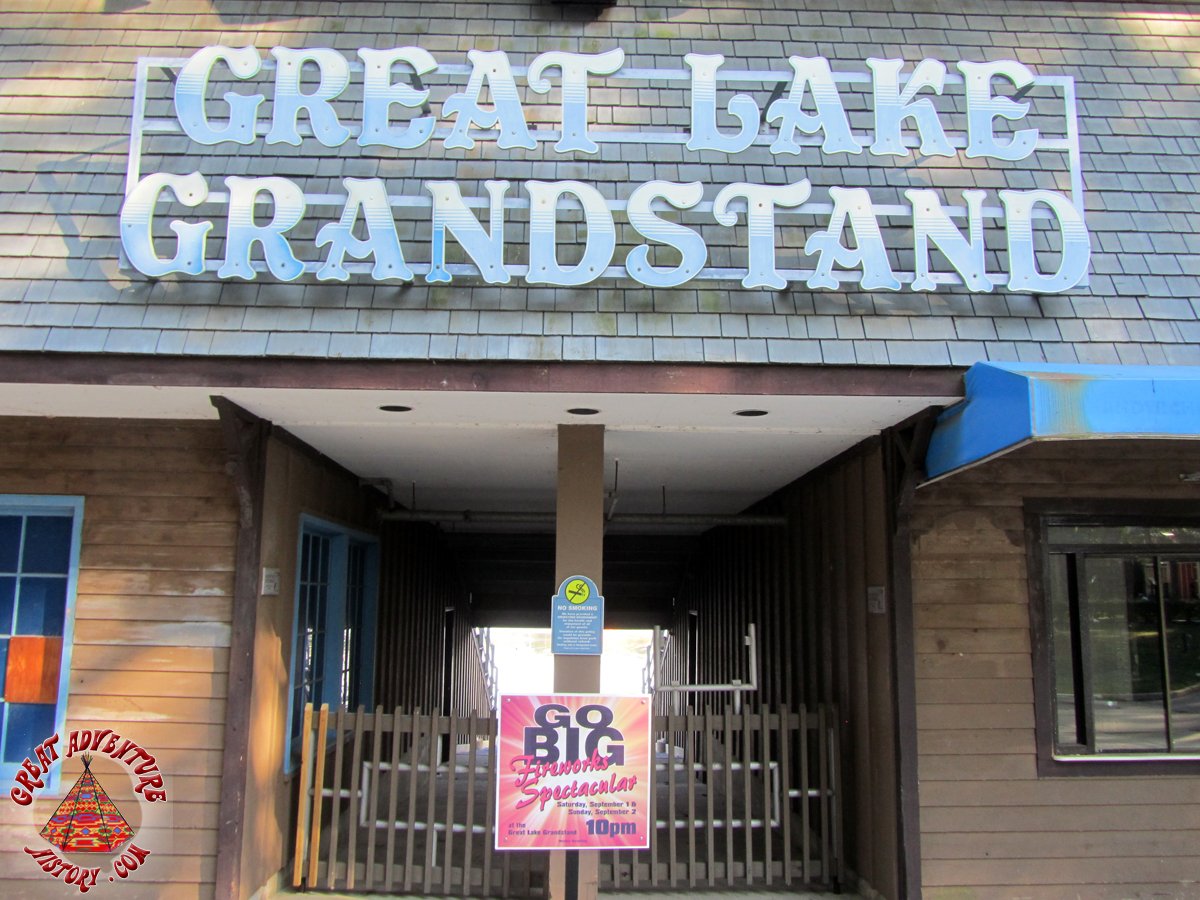 GREAT LAKE
GRANDSTAND
NO SMOKING
GO
BIG
Fireworks
Spectacular
Saturday, September 1 &
Sunday, September 2
at the
Great Lake Grandstand
10pm
GREAT ADVENTURE
HISTORY.COM